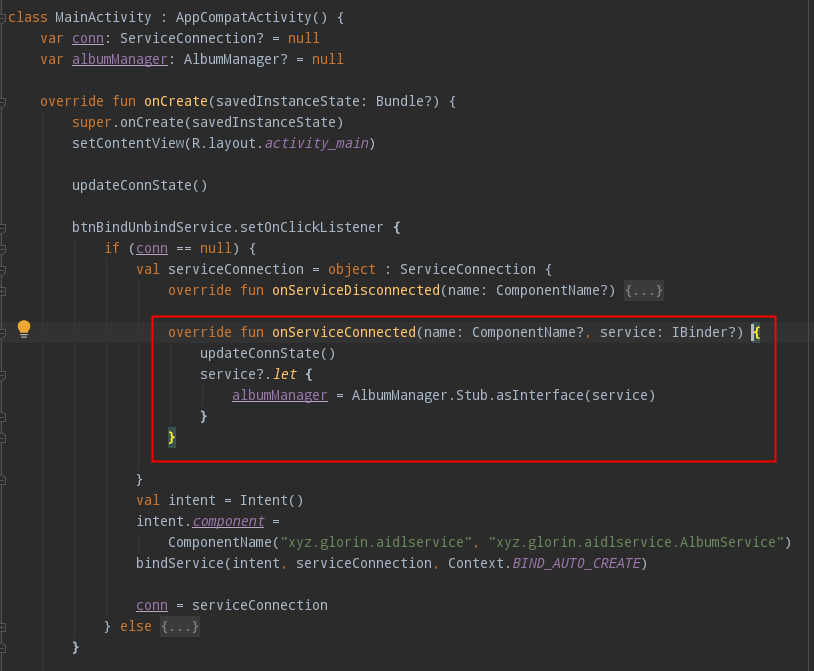 class MainActivity : AppCompatActivity() {
    var conn: ServiceConnection? = null
    var albumManager: AlbumManager? = null

    override fun onCreate(savedInstanceState: Bundle?) {
        super.onCreate(savedInstanceState)
        setContentView(R.layout.activity_main)

        updateConnState()

        btnBindUnbindService.setOnClickListener {
            if (conn == null) {
                val serviceConnection = object : ServiceConnection {
                    override fun onServiceDisconnected(name: ComponentName?) {...}

                    override fun onServiceConnected(name: ComponentName?, service: IBinder?) {
                        updateConnState()
                        service?.let {
                            albumManager = AlbumManager.Stub.asInterface(service)
                        }
                    }

                }
                val intent = Intent()
                intent.component =
                    ComponentName("xyz.glorin.aidlservice", "xyz.glorin.aidlservice.AlbumService")
                bindService(intent, serviceConnection, Context.BIND_AUTO_CREATE)

                conn = serviceConnection
            } else {...}
        }